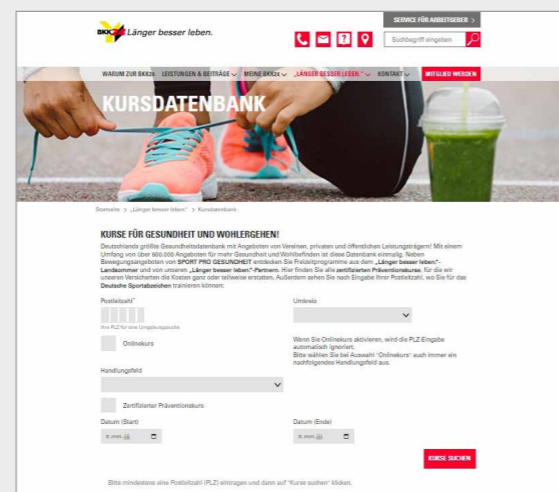 BKK24 Länger besser leben.
SERVICE FÜR ARBEITGEBER >
Suchbegriff eingeben
WARUM ZUR BKK24 LEISTUNGEN & BEITRÄGE MEINE BKK24 „LÄNGER BESSER LEBEN.“ KONTAKT MITGLIED WERDEN
KURSDATENBANK
Startseite > „Länger besser leben.“ > Kursdatenbank
KURSE FÜR GESUNDHEIT UND WOHLERGEHEN!
Deutschlands größte Gesundheitsdatenbank mit Angeboten von Vereinen, privaten und öffentlichen Leistungsträgern! Mit einem
Umfang von über 600.000 Angeboten für mehr Gesundheit und Wohlbefinden ist diese Datenbank einmalig. Neben
Bewegungsangeboten von SPORT PRO GESUNDHEIT entdecken Sie Freizeitprogramme aus dem „Länger besser leben.“-
Landsommer und von unseren „Länger besser leben.“-Partnern. Hier finden Sie alle zertifizierten Präventionskurse, für die wir
unseren Versicherten die Kosten ganz oder teilweise erstatten. Außerdem sehen Sie nach Eingabe Ihrer Postleitzahl, wo Sie für das
Deutsche Sportabzeichen trainieren können:
Postleitzahl* Umkreis
Ihre PLZ für eine Umgebungssuche
Onlinekurs
Wenn Sie Onlinekurs aktivieren, wird die PLZ-Eingabe
automatisch ignoriert.
Bitte wählen Sie bei Auswahl "Onlinekurs" auch immer ein
nachfolgendes Handlungsfeld aus.
Handlungsfeld
Zertifizierter Präventionskurs
Datum (Start) Datum (Ende)
KURSE SUCHEN
Bitte mindestens eine Postleitzahl (PLZ) eintragen und dann auf "Kurse suchen" klicken.